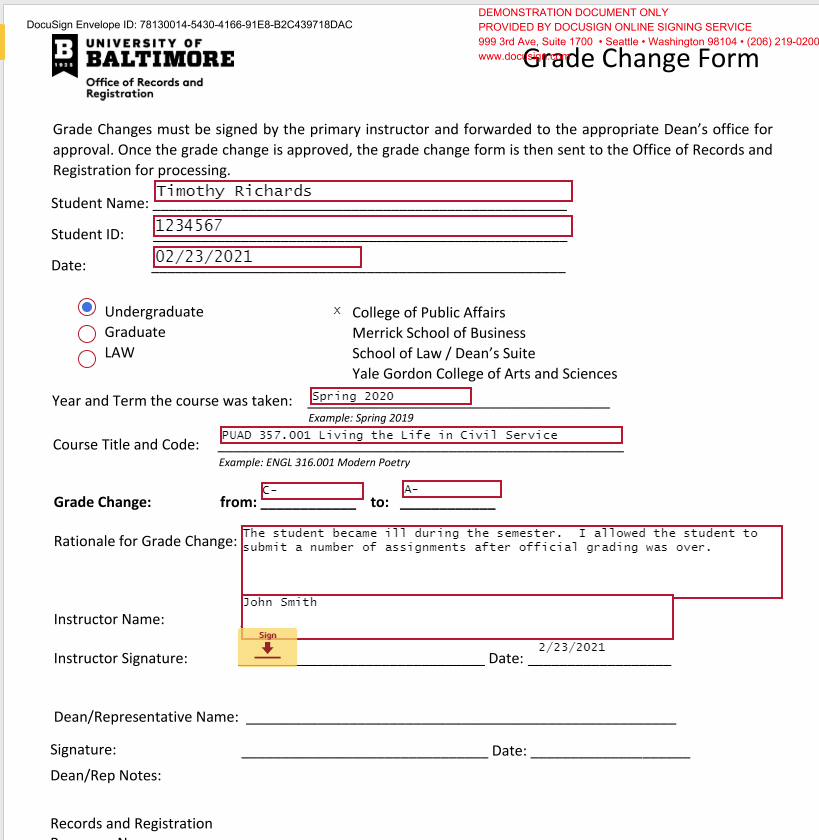 DocuSign Envelope ID: 78130014-5430-4166-91E8-B2C439718DAC
DEMONSTRATION DOCUMENT ONLY
PROVIDED BY DOCUSIGN ONLINE SIGNING SERVICE
999 3rd Ave, Suite 1700 • Seattle • Washington 98104 • (206) 219-0200
www.docusign.com
B
1925
UNIVERSITY OF
BALTIMORE
Office of Records and
Registration
Grade Change Form
Grade Changes must be signed by the primary instructor and forwarded to the appropriate Dean's office for
approval. Once the grade change is approved, the grade change form is then sent to the Office of Records and
Registration for processing.
Student Name: Timothy Richards
Student ID: 1234567
Date: 02/23/2021
Undergraduate
Graduate
LAW
x College of Public Affairs
Merrick School of Business
School of Law / Dean's Suite
Yale Gordon College of Arts and Sciences
Year and Term the course was taken: Spring 2020
Example: Spring 2019
Course Title and Code: PUAD 357.001 Living the Life in Civil Service
Example: ENGL 316.001 Modern Poetry
Grade Change: from: C- to: A-
Rationale for Grade Change: The student became ill during the semester. I allowed the student to
submit a number of assignments after official grading was over.
Instructor Name: John Smith
Instructor Signature: Sign Date: 2/23/2021
Dean/Representative Name:
Signature: Date:
Dean/Rep Notes:
Records and Registration